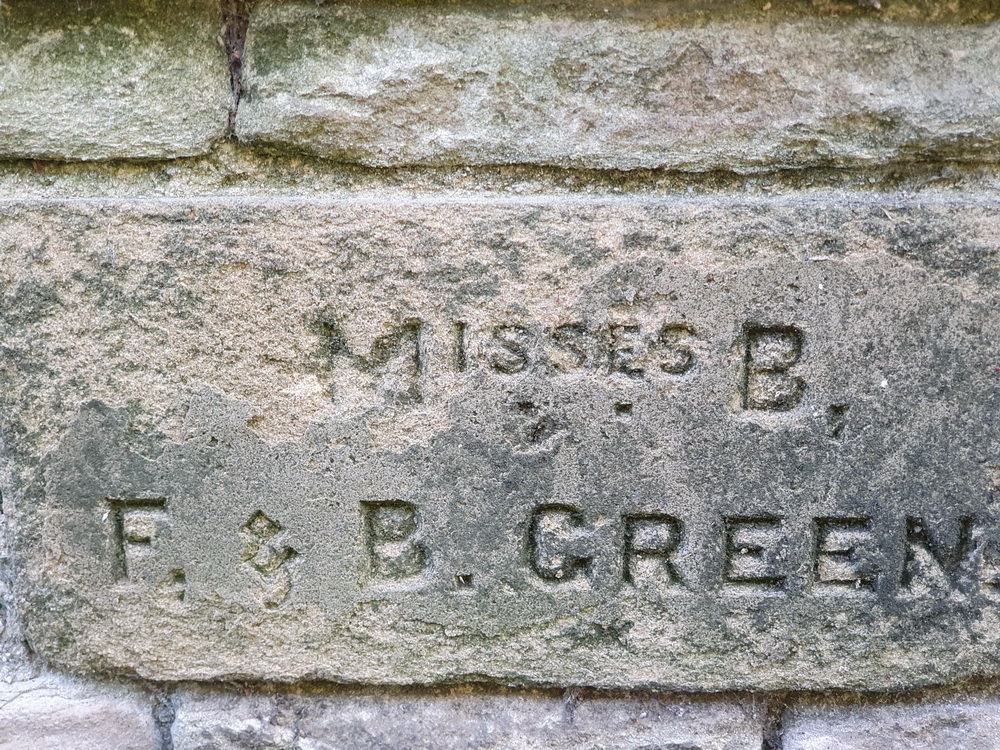 MISSES B,
F. & B. GREEN